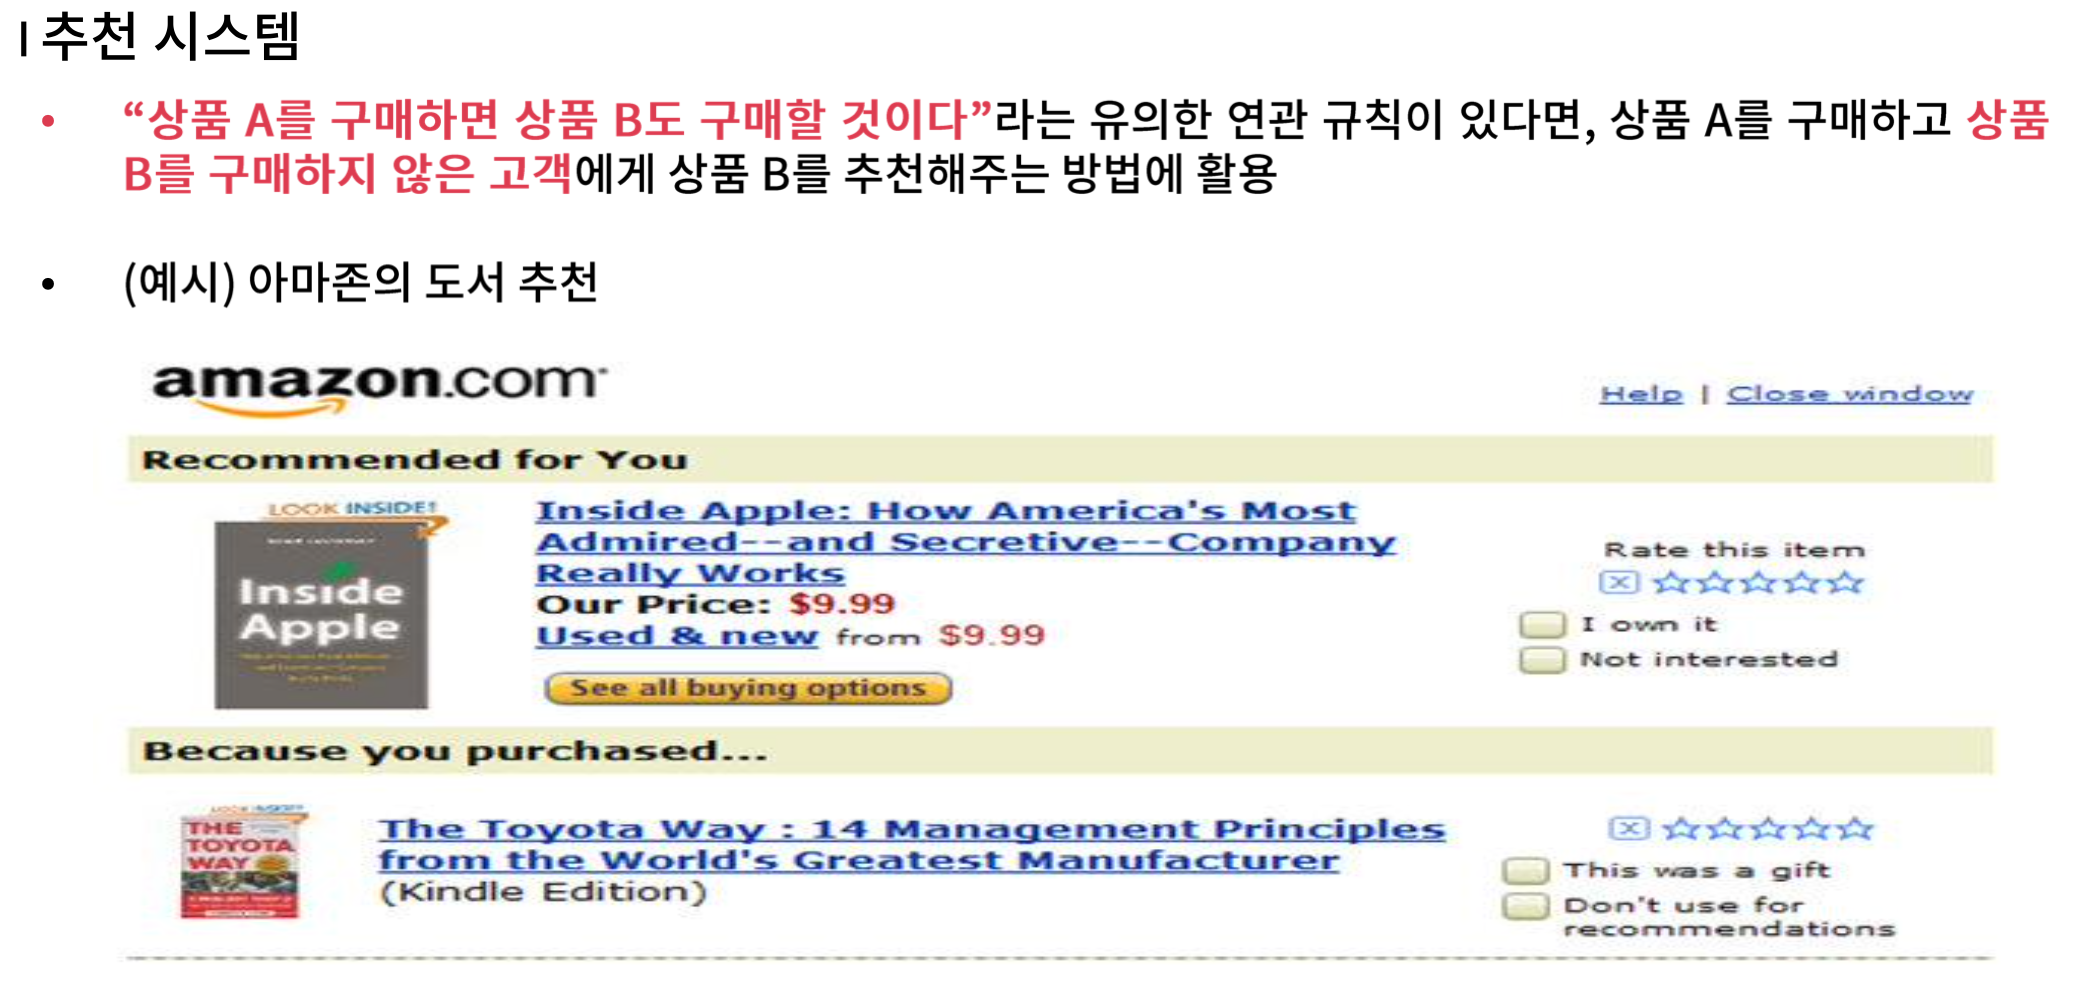 추천 시스템
• “상품 A를 구매하면 상품 B도 구매할 것이다”라는 유의한 연관 규칙이 있다면, 상품 A를 구매하고 상품
B를 구매하지 않은 고객에게 상품 B를 추천해주는 방법에 활용
• (예시) 아마존의 도서 추천
amazon.com
Help | Close window
Recommended for You
LOOK INSIDE!
Inside
Apple
Inside Apple: How America's Most
Admired--and Secretive--Company
Really Works
Our Price: $9.99
Used & new from $9.99
See all buying options
Rate this item
I own it
Not interested
Because you purchased...
LOOK INSIDE!
THE
TOYOTA
WAY
The Toyota Way : 14 Management Principles
from the World's Greatest Manufacturer
(Kindle Edition)
This was a gift
Don't use for
recommendations